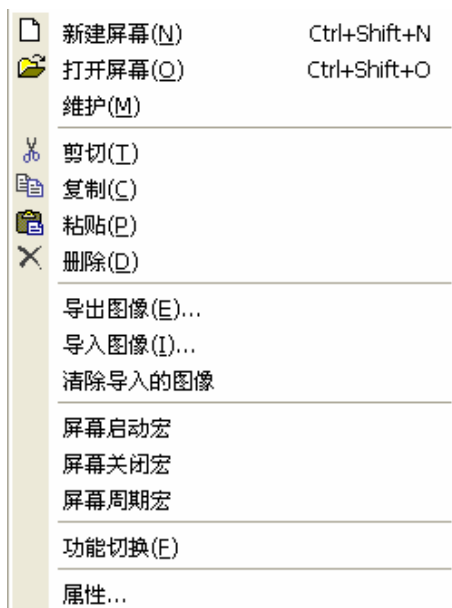 新建屏幕(N) Ctrl+Shift+N
打开屏幕(O) Ctrl+Shift+O
维护(M)
剪切(T)
复制(C)
粘贴(P)
删除(D)
导出图像(E)...
导入图像(I)...
清除导入的图像
屏幕启动宏
屏幕关闭宏
屏幕周期宏
功能切换(F)
属性...